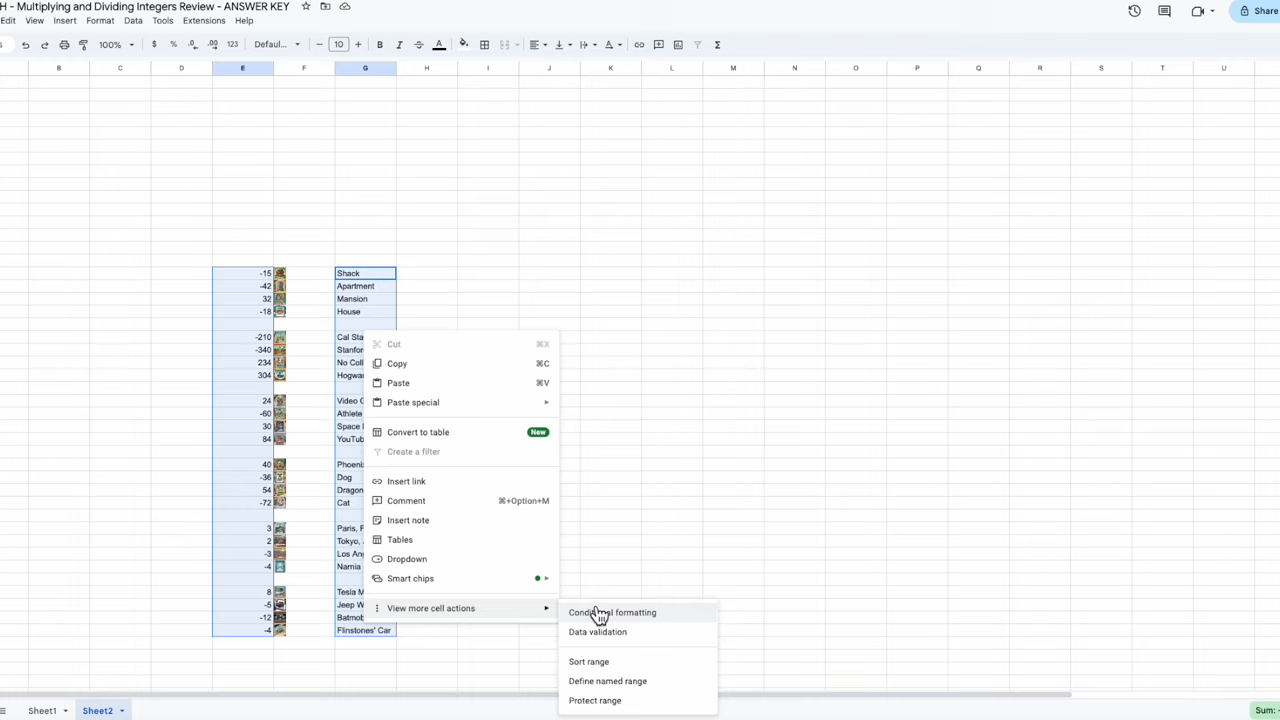 H - Multiplying and Dividing Integers Review - ANSWER KEY
Edit View Insert Format Data Tools Extensions Help
Share
100% $ % .0 .00 123 Defaul... 10 B I A
B C D E F G H I J K L M N O P Q R S T U
-15 Shack
-42 Apartment
32 Mansion
-18 House
-210 Cal Sta
-340 Stanfor
234 No Coll
304 Hogwa
24 Video G
-60 Athlete
30 Space
84 YouTub
40 Phoeni
-36 Dog
54 Dragon
-72 Cat
3 Paris, F
2 Tokyo,
-3 Los Ang
-4 Narnia
8 Tesla M
-5 Jeep W
-12 Batmob
-4 Flinstones' Car
Cut ⌘X
Copy ⌘C
Paste ⌘V
Paste special
Convert to table New
Create a filter
Insert link
Comment ⌘+Option+M
Insert note
Tables
Dropdown
Smart chips
View more cell actions
Conditional formatting
Data validation
Sort range
Define named range
Protect range
Sheet1 Sheet2
Sum: -